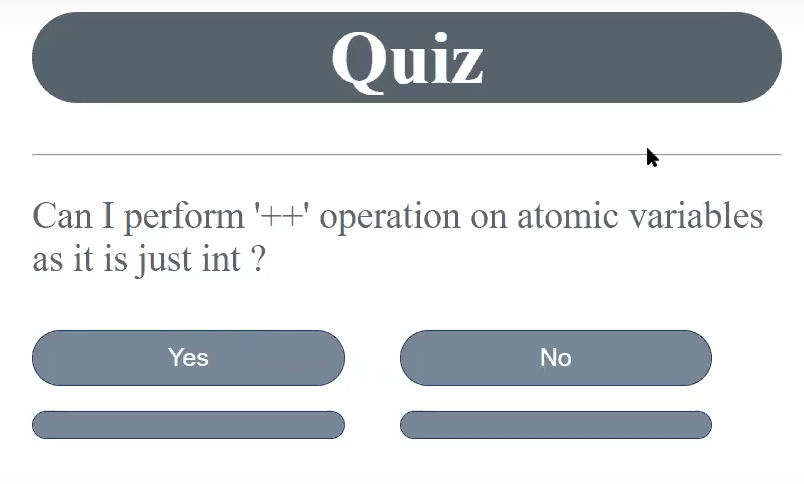 Quiz
Can I perform '++' operation on atomic variables
as it is just int ?
Yes
No